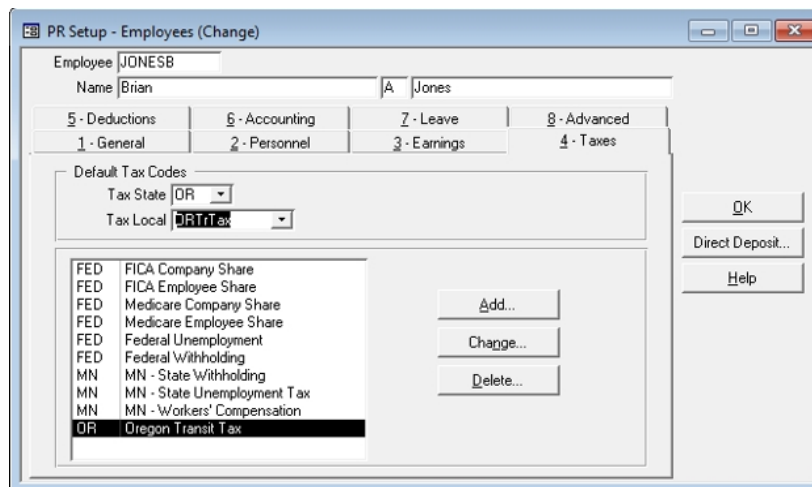 PR Setup - Employees (Change)
Employee JONESB
Name Brian A Jones
5 - Deductions 6 - Accounting 7 - Leave 8 - Advanced
1 - General 2 - Personnel 3 - Earnings 4 - Taxes
Default Tax Codes
Tax State OR
Tax Local ORTrTax
OK
Direct Deposit...
Help
FED FICA Company Share
FED FICA Employee Share
FED Medicare Company Share
FED Medicare Employee Share
FED Federal Unemployment
FED Federal Withholding
MN MN - State Withholding
MN MN - State Unemployment Tax
MN MN - Workers' Compensation
OR Oregon Transit Tax
Add...
Change...
Delete...